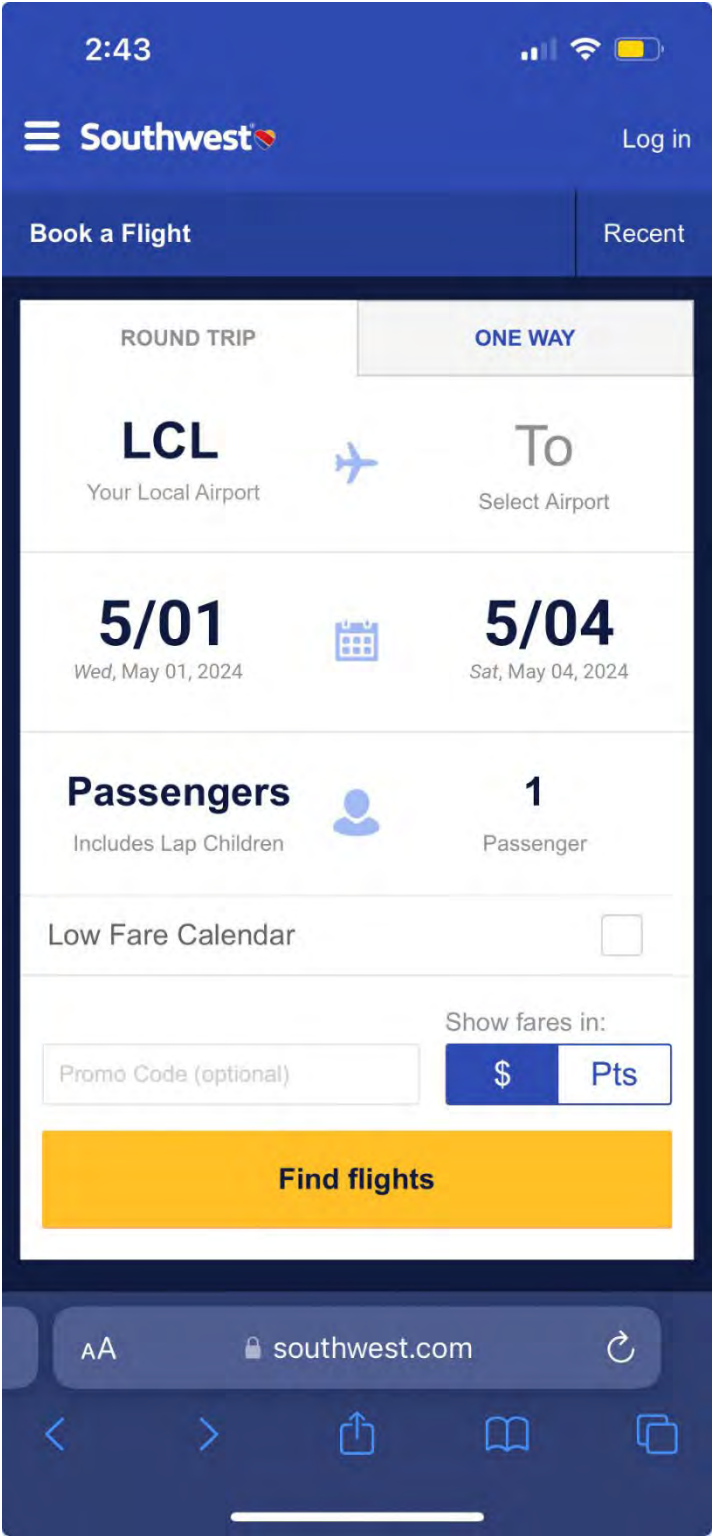 2:43
Southwest® Log in
Book a Flight Recent
ROUND TRIP ONE WAY
LCL To
Your Local Airport Select Airport
5/01 5/04
Wed, May 01, 2024 Sat, May 04, 2024
Passengers 1
Includes Lap Children Passenger
Low Fare Calendar
Show fares in:
Promo Code (optional) $ Pts
Find flights
AA southwest.com